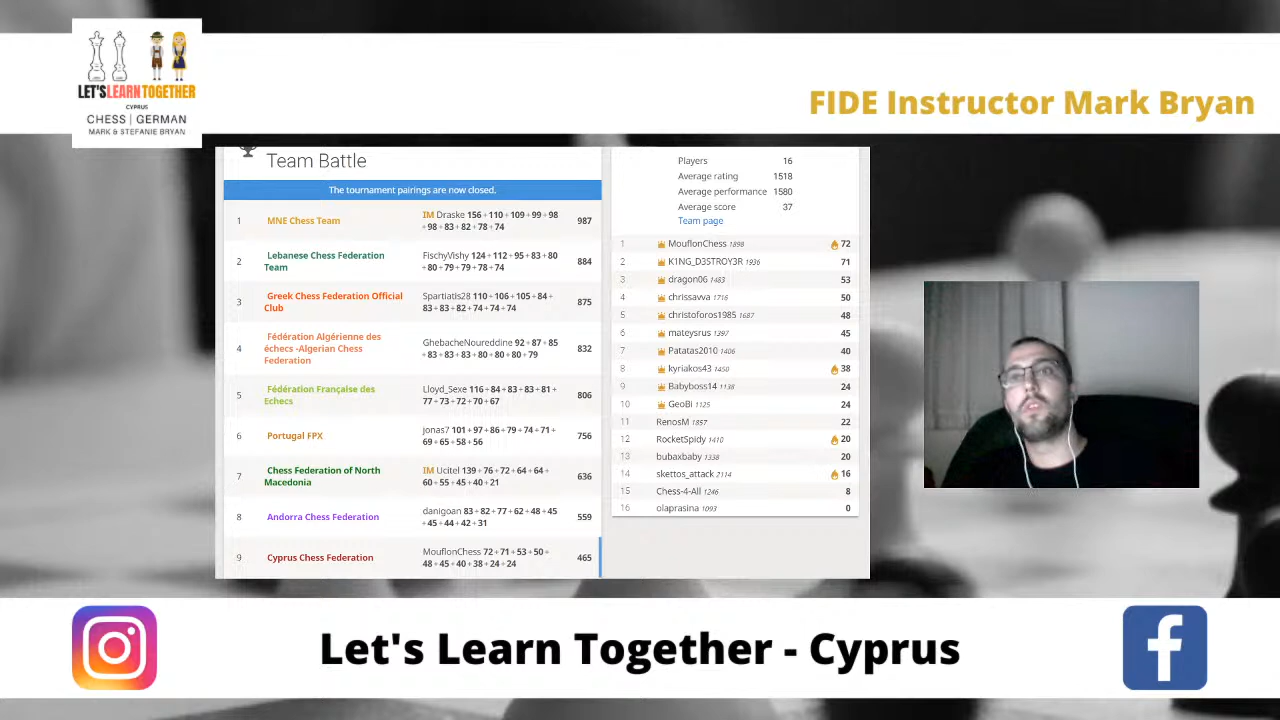 LET'S LEARN TOGETHER
CYPRUS
CHESS | GERMAN
MARK & STEFANIE BRYAN
FIDE Instructor Mark Bryan
Team Battle
The tournament pairings are now closed.
1 MNE Chess Team IM Draske 156+110+109+99+98 987
+98+83+82+78+74
2 Lebanese Chess Federation FischyVishy 124+112+95+83+80 884
Team +80+79+79+78+74
3 Greek Chess Federation Official Spartiatis28 110+106+105+84+ 875
Club 83+83+82+74+74+74
4 Fédération Algérienne des GhebacheNoureddine 92+87+85 832
échecs -Algerian Chess +83+83+83+80+80+80+79
Federation
5 Fédération Française des Lloyd_Sexe 116+84+83+83+81+ 806
Echecs 77+73+72+70+67
6 Portugal FPX jonas7 101+97+86+79+74+71+ 756
69+65+58+56
7 Chess Federation of North IM Ucitel 139+76+72+64+64+ 636
Macedonia 60+55+45+40+21
8 Andorra Chess Federation danigoan 83+82+77+62+48+45 559
+45+44+42+31
9 Cyprus Chess Federation MouflonChess 72+71+53+50+ 465
48+45+40+38+24+24
Players 16
Average rating 1518
Average performance 1580
Average score 37
Team page
1 MouflonChess 1898 72
2 K1NG_D3STROY3R 1936 71
3 dragon06 1483 53
4 chrissavva 1716 50
5 christoforos1985 1687 48
6 mateysrus 1397 45
7 Patatas2010 1406 40
8 kyriakos43 1450 38
9 Babyboss14 1138 24
10 GeoBi 1125 24
11 RenosM 1857 22
12 RocketSpidy 1410 20
13 bubaxbaby 1338 20
14 skettos_attack 2114 16
15 Chess-4-All 1246 8
16 olaprasina 1093 0
Let's Learn Together - Cyprus